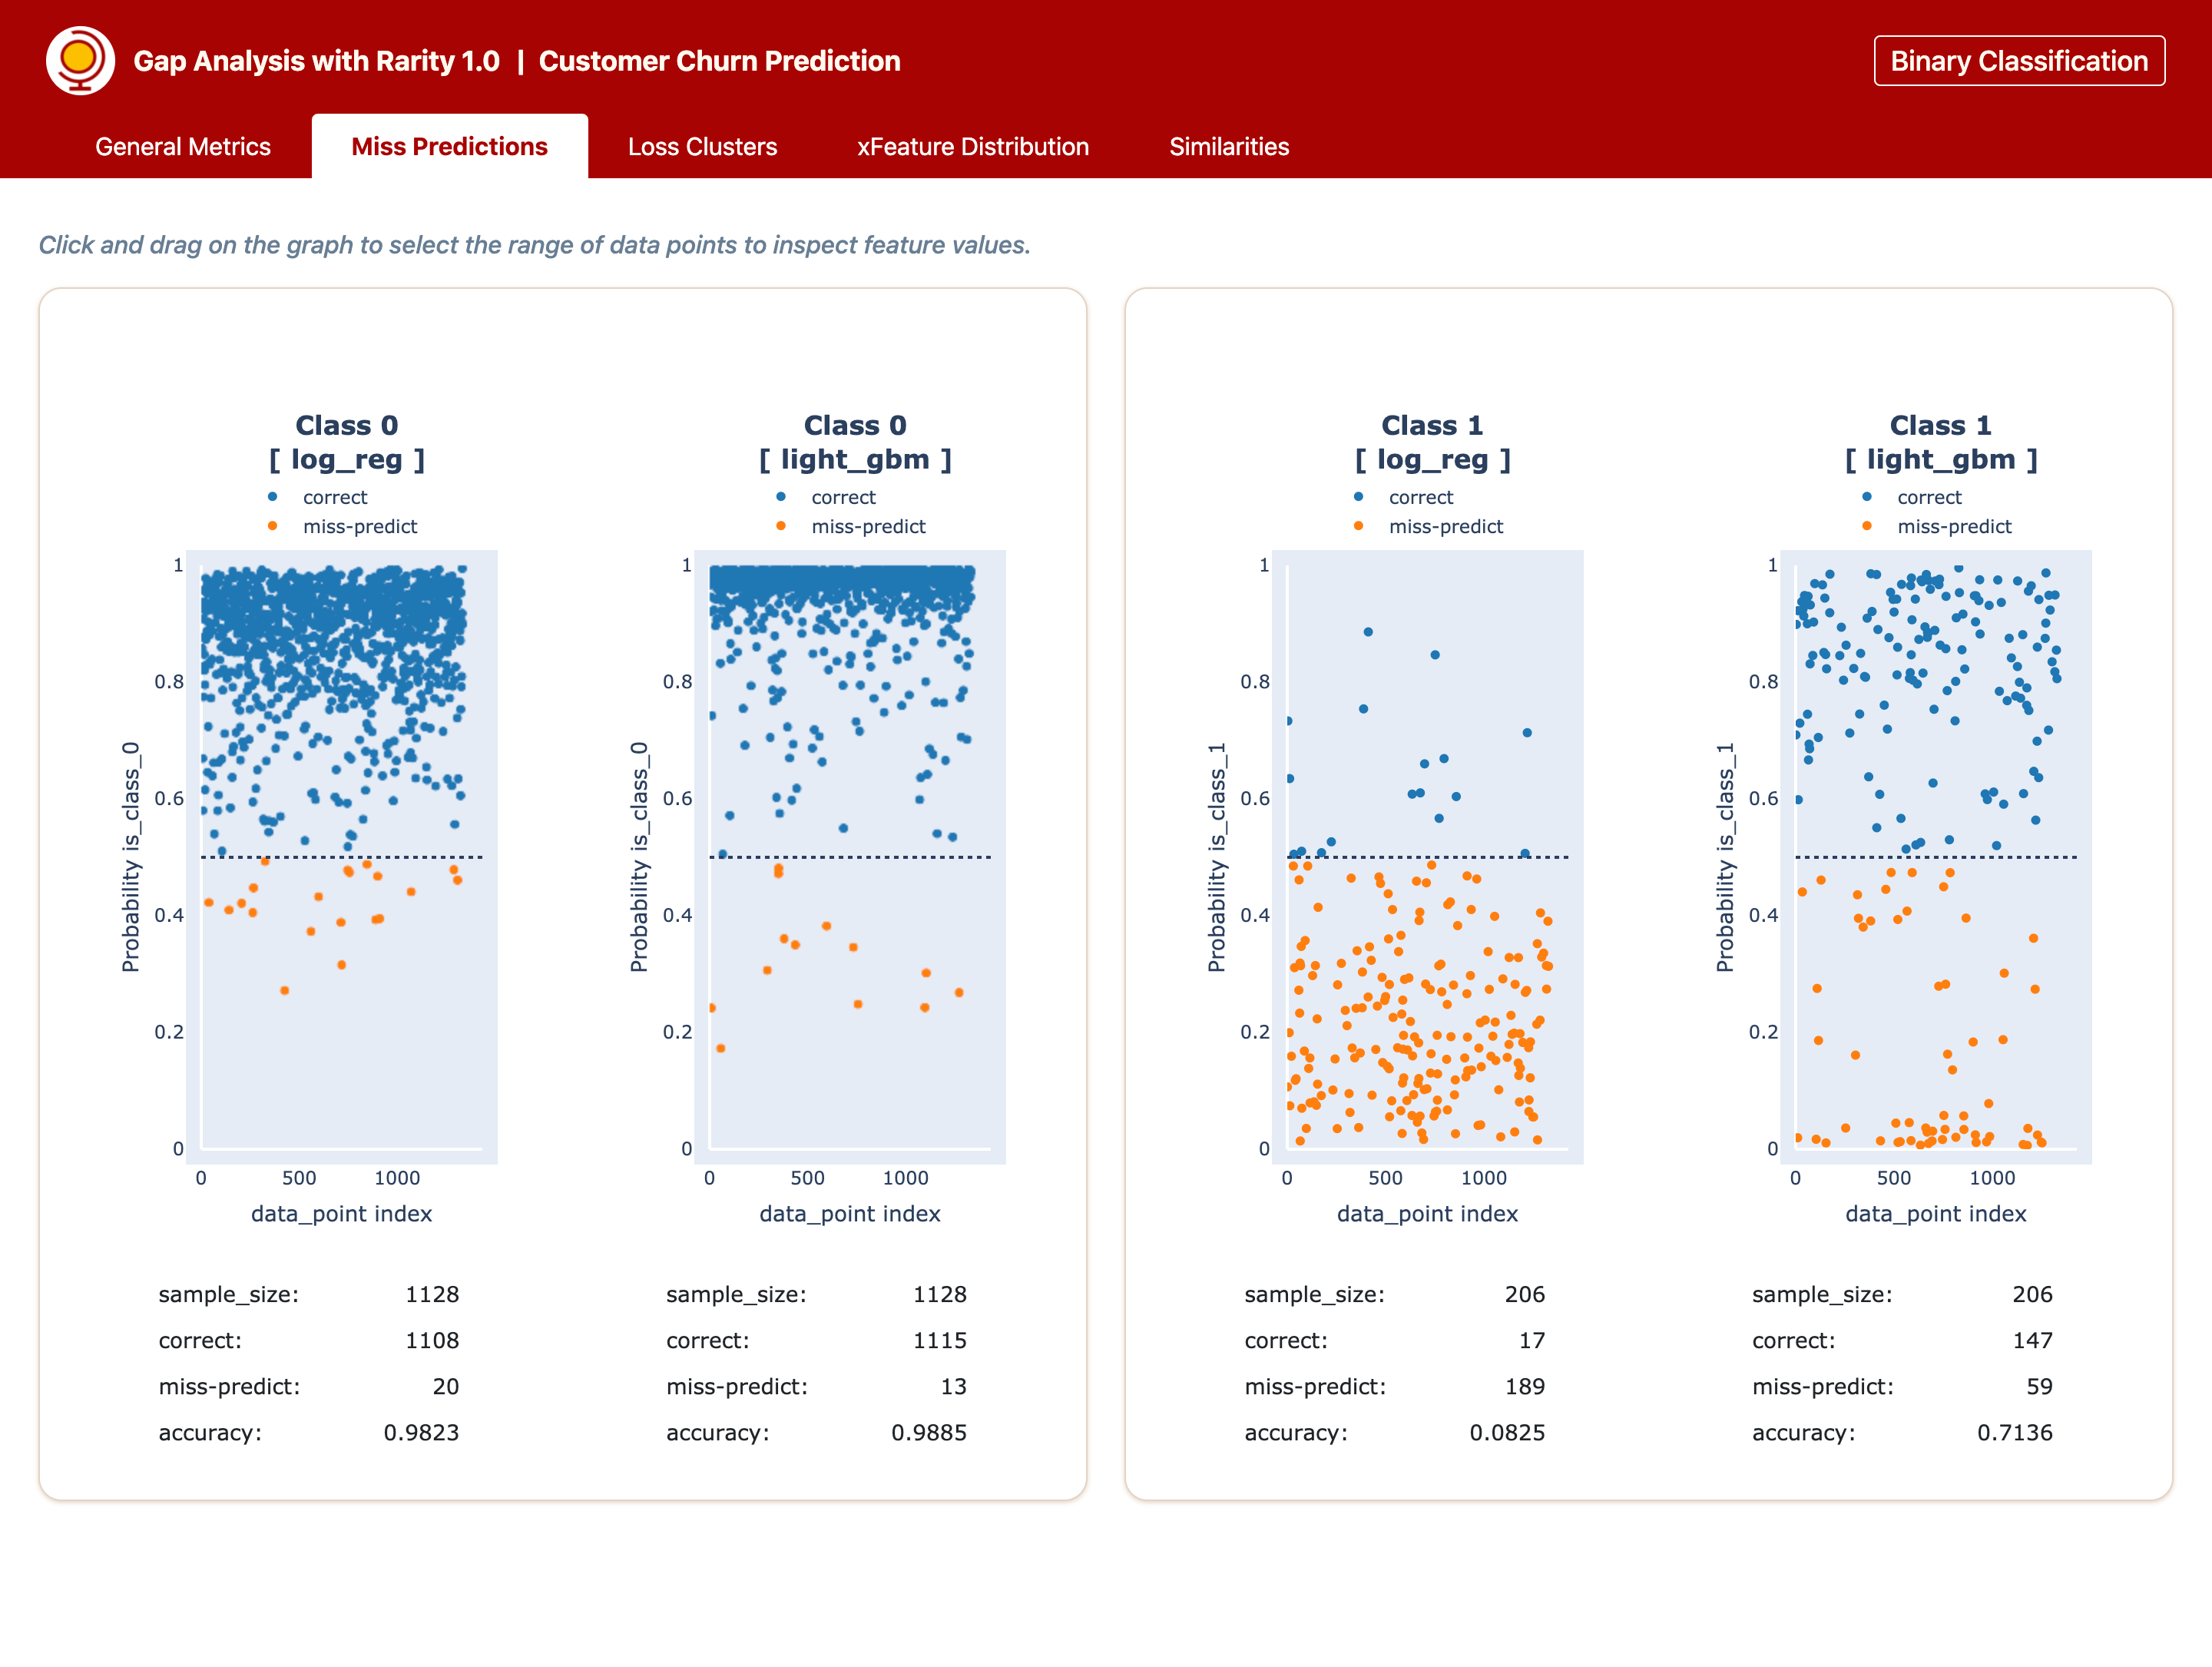 Gap Analysis with Rarity 1.0 | Customer Churn Prediction
Binary Classification
General Metrics
Miss Predictions
Loss Clusters
xFeature Distribution
Similarities
Click and drag on the graph to select the range of data points to inspect feature values.
Class 0
[ log_reg ]
correct
miss-predict
1
0.8
0.6
0.4
0.2
0
Probability is_class_0
0 500 1000
data_point index
sample_size: 1128
correct: 1108
miss-predict: 20
accuracy: 0.9823
Class 0
[ light_gbm ]
correct
miss-predict
1
0.8
0.6
0.4
0.2
0
Probability is_class_0
0 500 1000
data_point index
sample_size: 1128
correct: 1115
miss-predict: 13
accuracy: 0.9885
Class 1
[ log_reg ]
correct
miss-predict
1
0.8
0.6
0.4
0.2
0
Probability is_class_1
0 500 1000
data_point index
sample_size: 206
correct: 17
miss-predict: 189
accuracy: 0.0825
Class 1
[ light_gbm ]
correct
miss-predict
1
0.8
0.6
0.4
0.2
0
Probability is_class_1
0 500 1000
data_point index
sample_size: 206
correct: 147
miss-predict: 59
accuracy: 0.7136